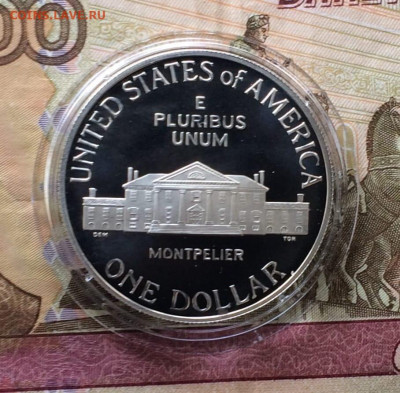 coins.lave.ru
UNITED STATES of AMERICA
E
PLURIBUS
UNUM
MONTPELIER
ONE DOLLAR